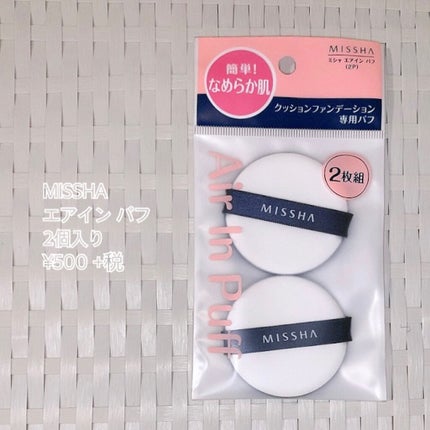 MISSHA
エアイン パフ
2個入り
¥500 +税
MISSHA
ミシャ エアイン パフ
(2P)
簡単!
なめらか肌
クッションファンデーション
専用パフ
2枚組
Air In Puff
MISSHA
MISSHA